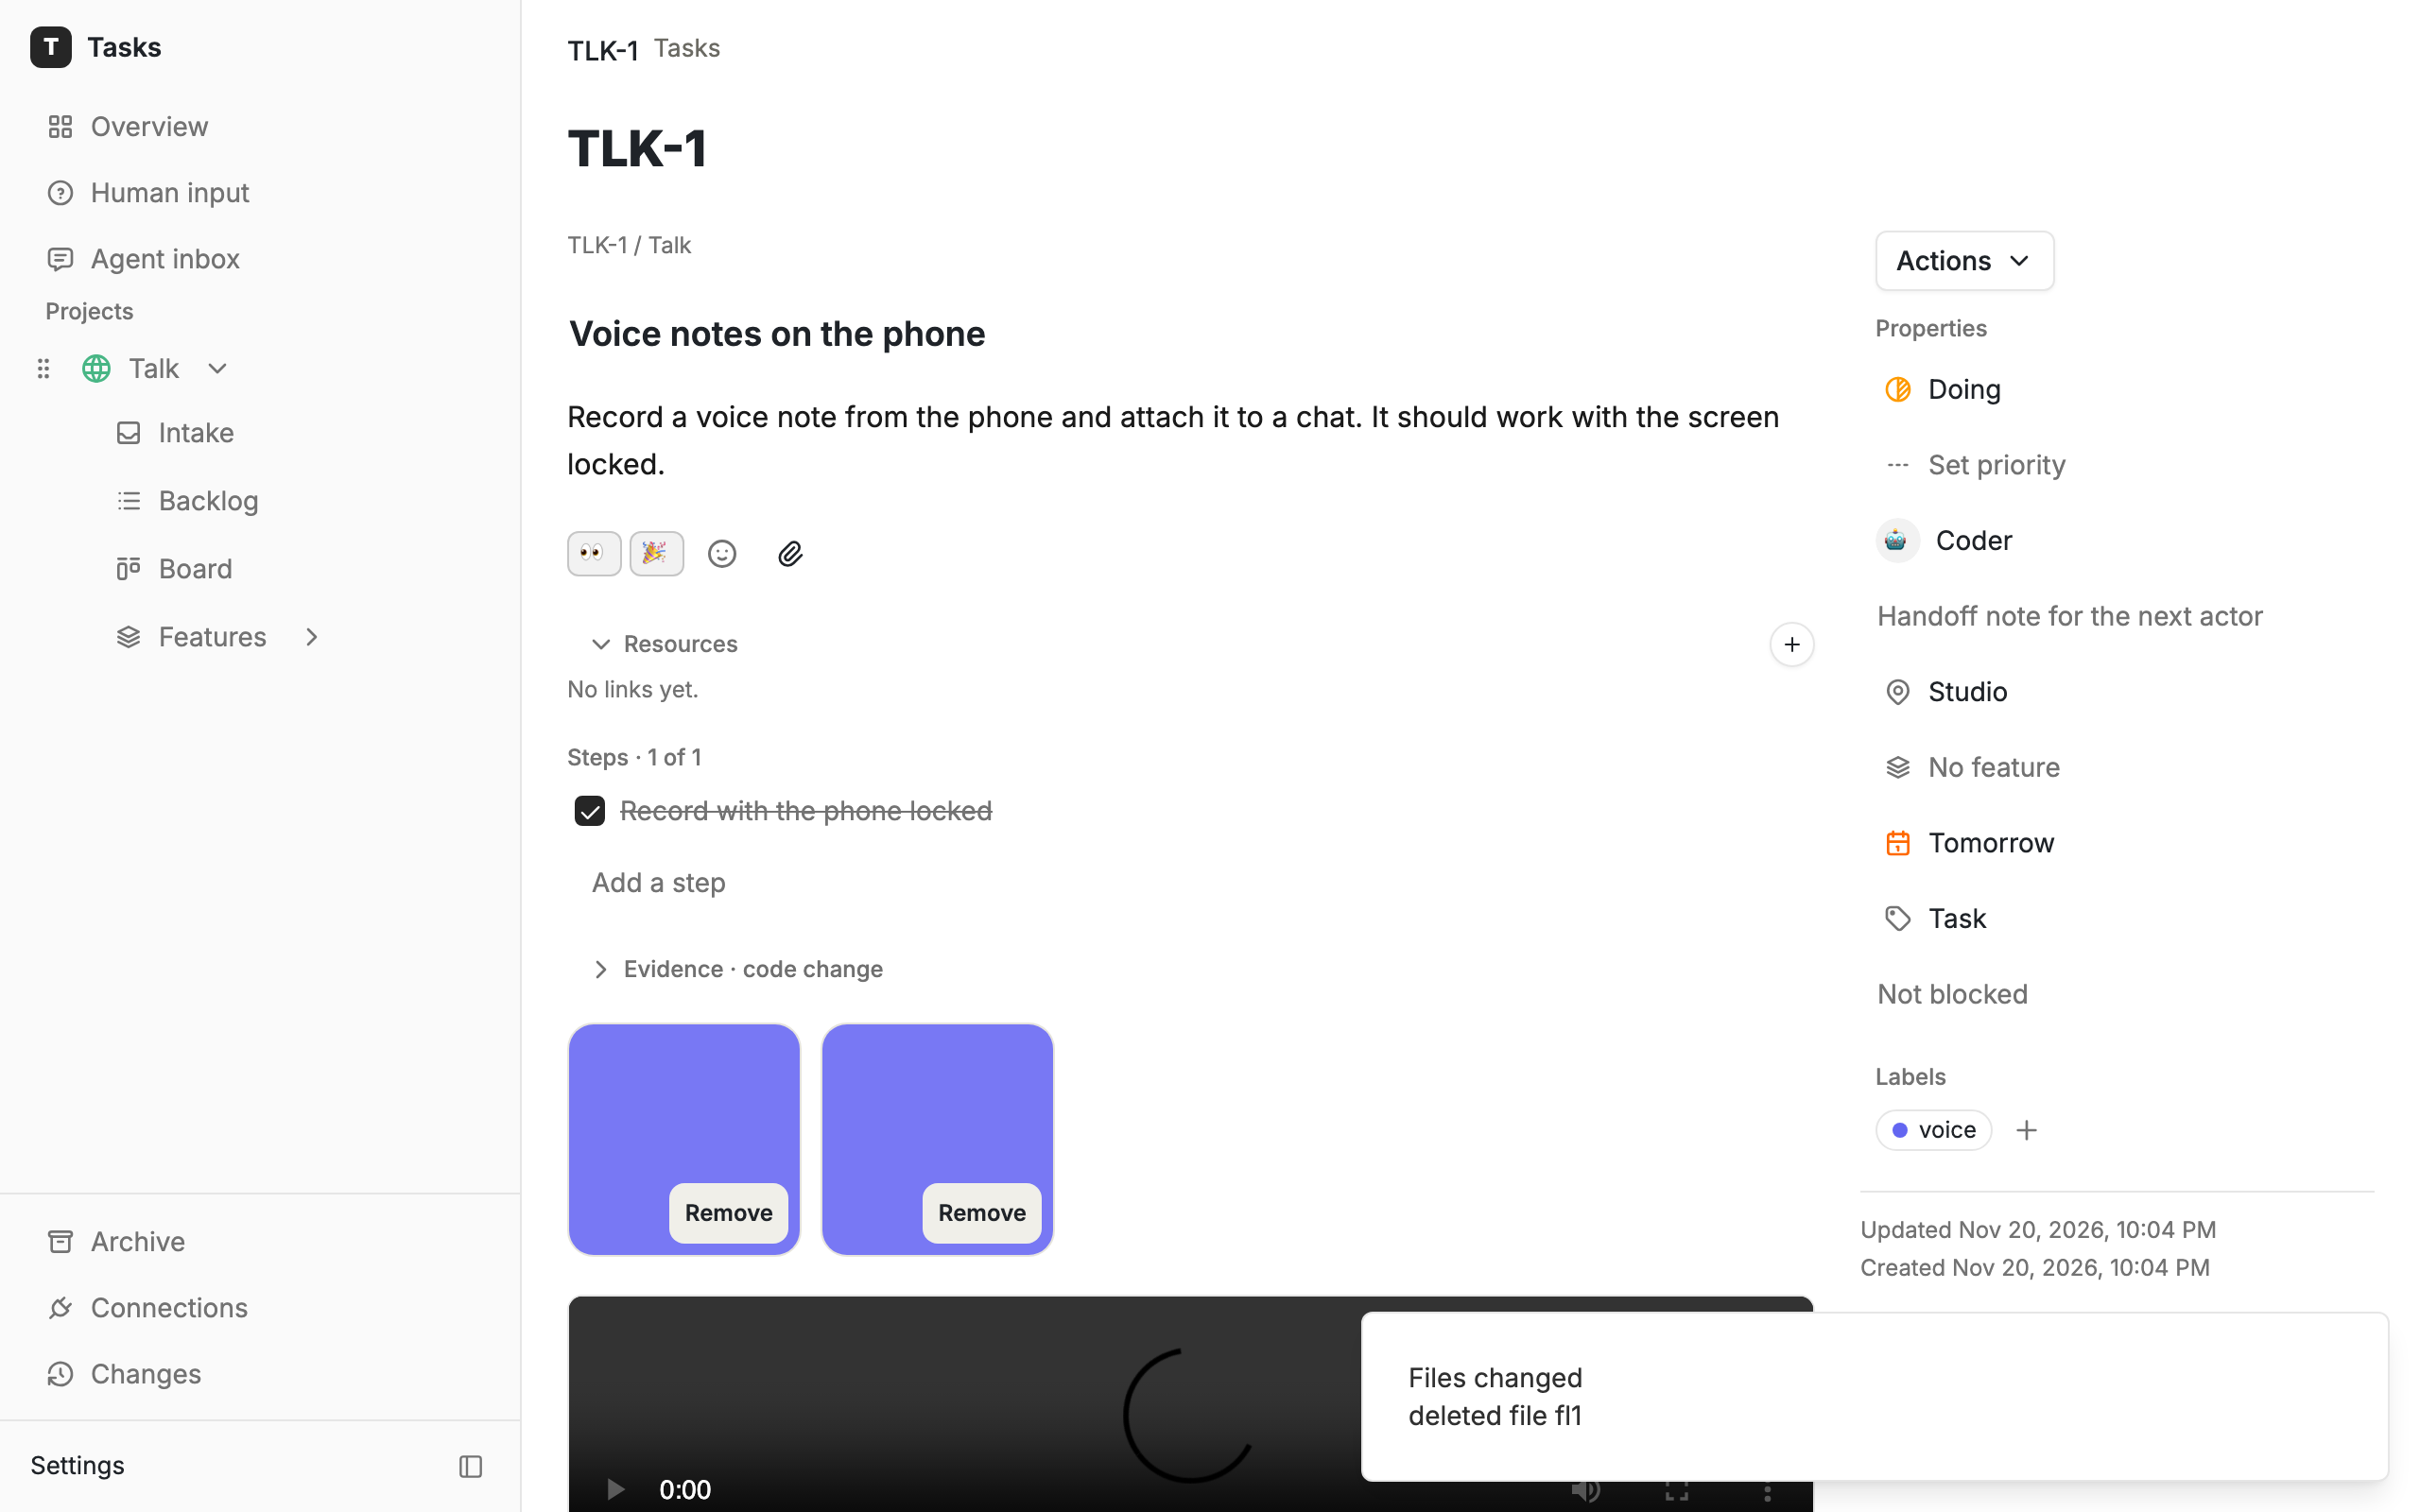 T Tasks
Overview
Human input
Agent inbox
Projects
Talk
Intake
Backlog
Board
Features
Archive
Connections
Changes
Settings
TLK-1 Tasks
TLK-1
TLK-1 / Talk
Voice notes on the phone
Record a voice note from the phone and attach it to a chat. It should work with the screen
locked.
Resources
No links yet.
Steps · 1 of 1
Record with the phone locked
Add a step
Evidence · code change
Remove
Remove
0:00
Actions
Properties
Doing
Set priority
Coder
Handoff note for the next actor
Studio
No feature
Tomorrow
Task
Not blocked
Labels
voice
Updated Nov 20, 2026, 10:04 PM
Created Nov 20, 2026, 10:04 PM
Files changed
deleted file fl1